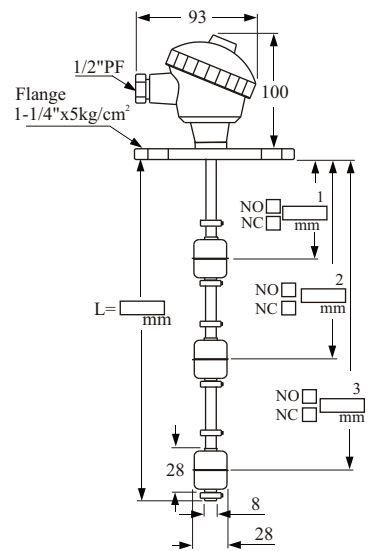 93
1/2"PF
100
Flange
1-1/4"x5kg/cm²
1
NO
NC
mm
2
NO
NC
mm
L=
mm
3
NO
NC
mm
28
8
28